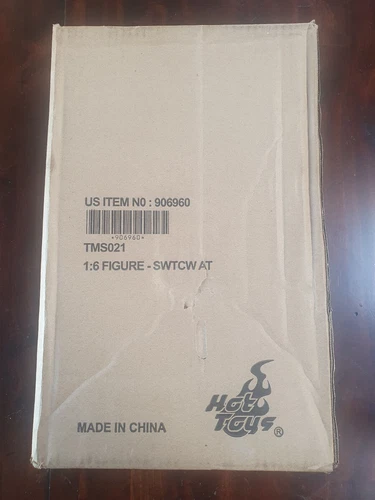 US ITEM N0 : 906960
*906960*
TMS021
1:6 FIGURE - SWTCW AT
Hot
Toys®
MADE IN CHINA